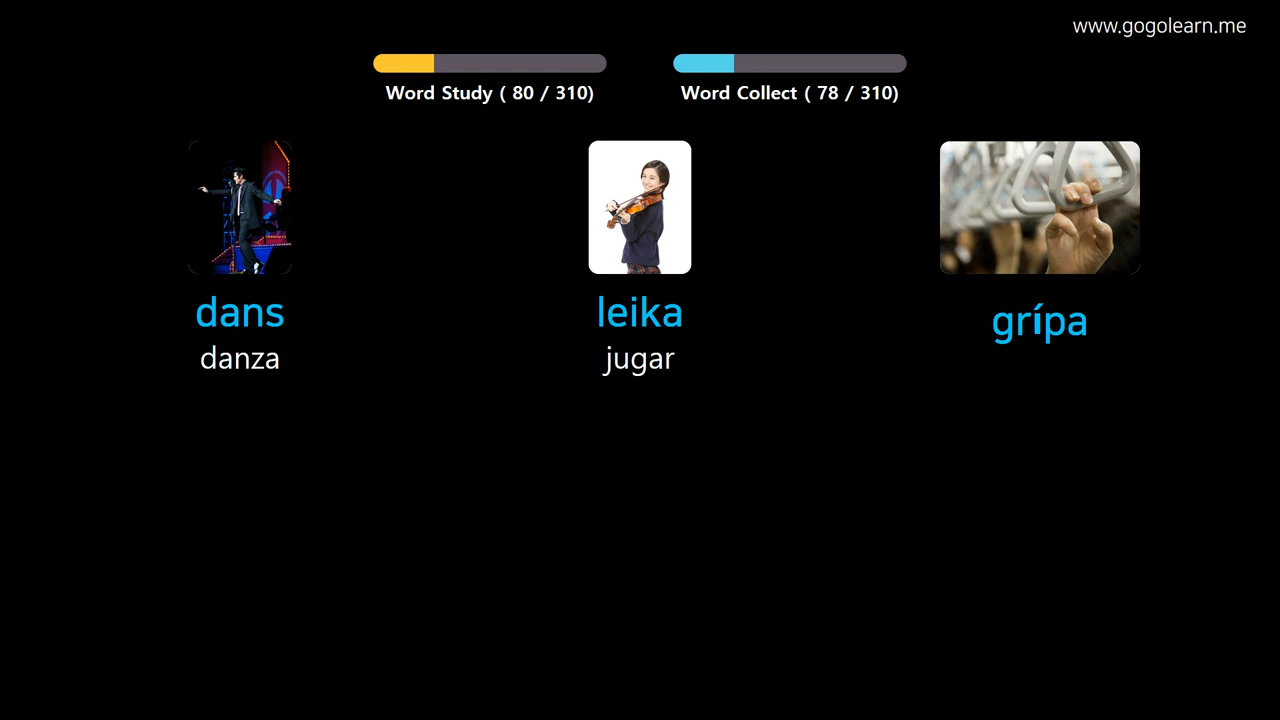 www.gogolearn.me
Word Study ( 80 / 310)
Word Collect ( 78 / 310)
dans
danza
leika
jugar
grípa